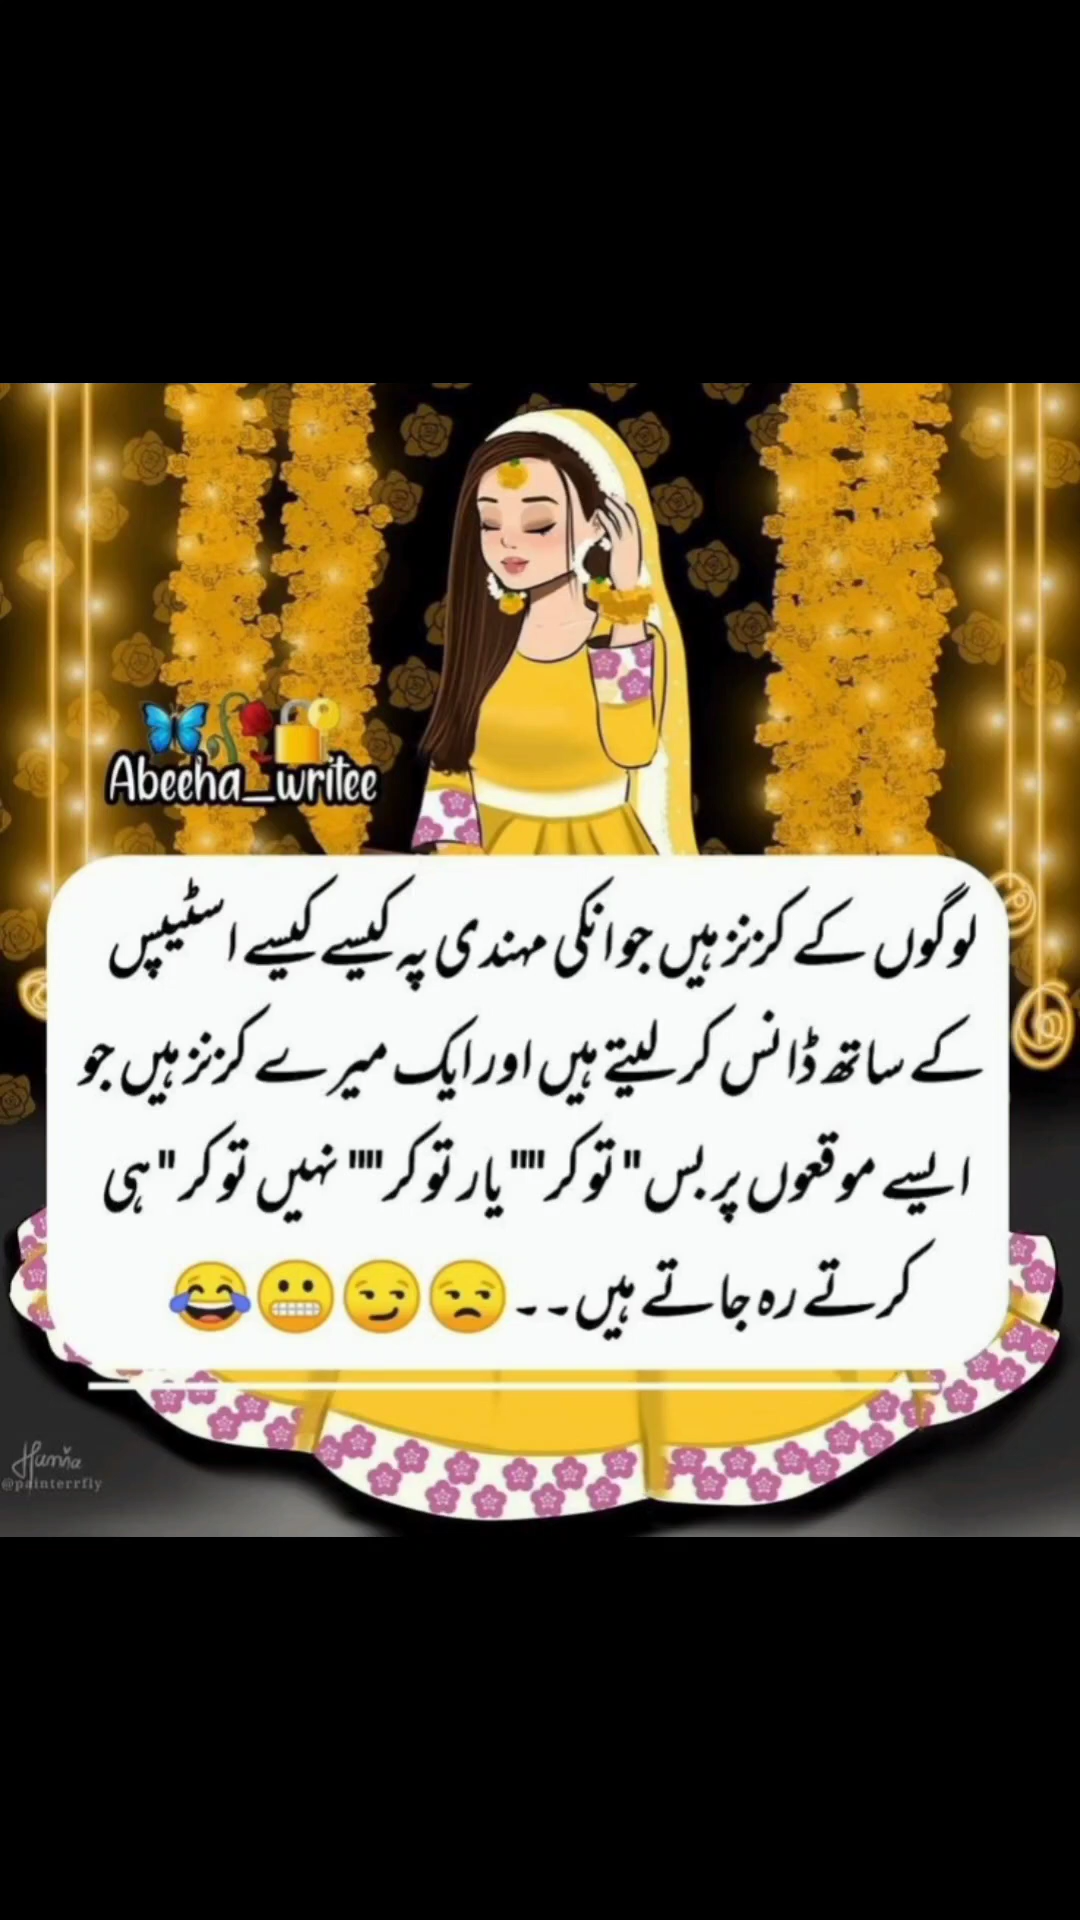 Abeeha_writee
لوگوں کے کزنز ہیں جو انکی مہندی پہ کیسے کیسے اسٹیپس
کے ساتھ ڈانس کر لیتے ہیں اور ایک میرے کزنز ہیں جو
ایسے موقعوں پر بس " تو کر "" یار تو کر "" نہیں تو کر " ہی
کرتے رہ جاتے ہیں۔۔ 😒😏😬😂
Hania
@painterrfly